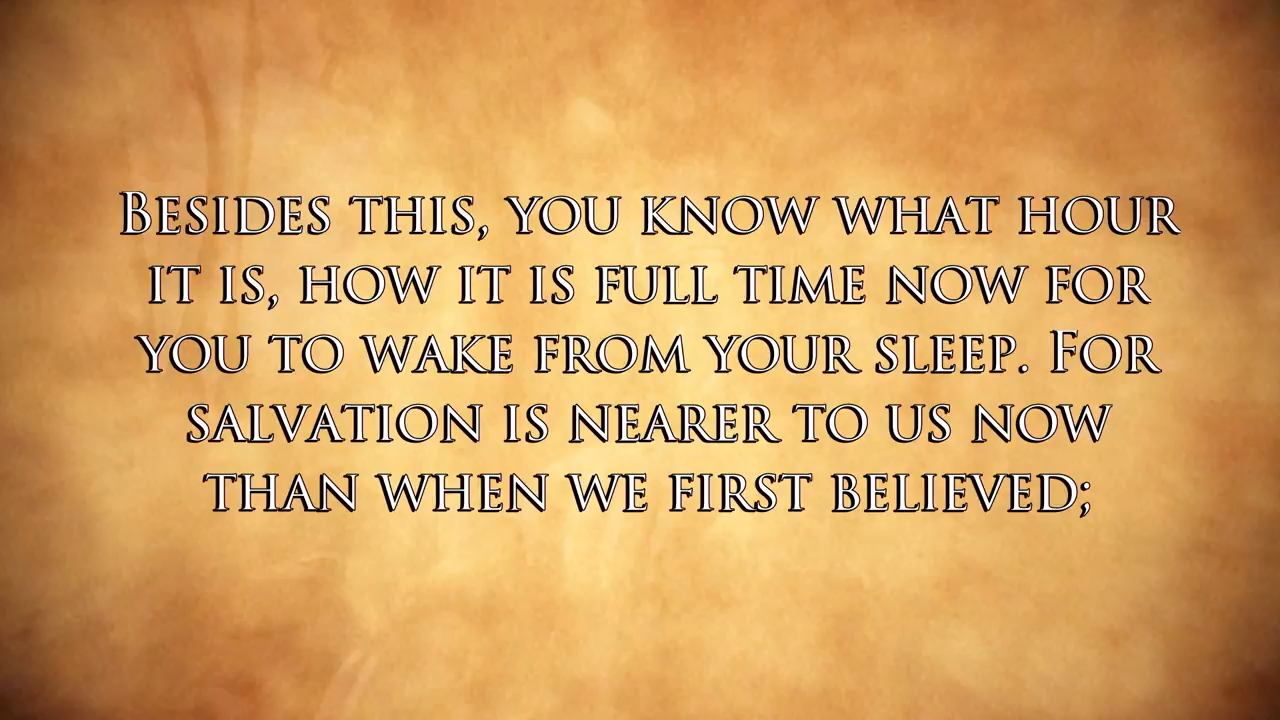 Besides this, you know what hour
it is, how it is full time now for
you to wake from your sleep. For
salvation is nearer to us now
than when we first believed;